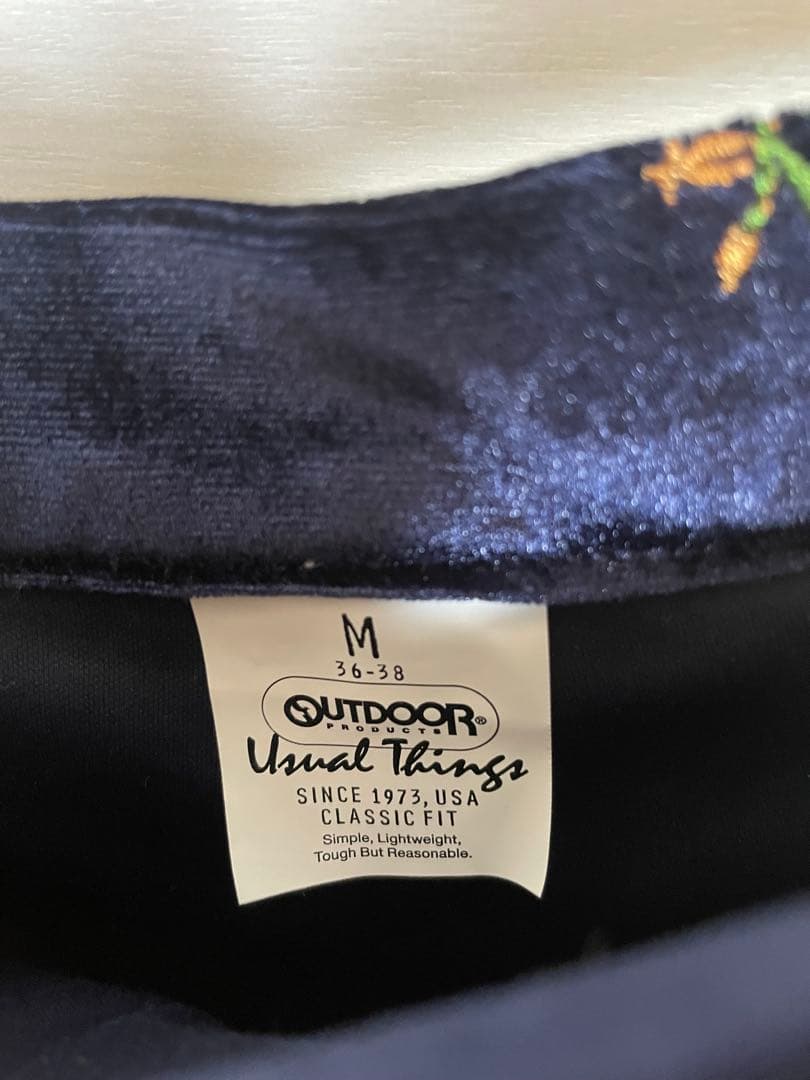 M
36-38
OUTDOOR®
PRODUCTS
Usual Things
SINCE 1973, USA
CLASSIC FIT
Simple, Lightweight,
Tough But Reasonable.